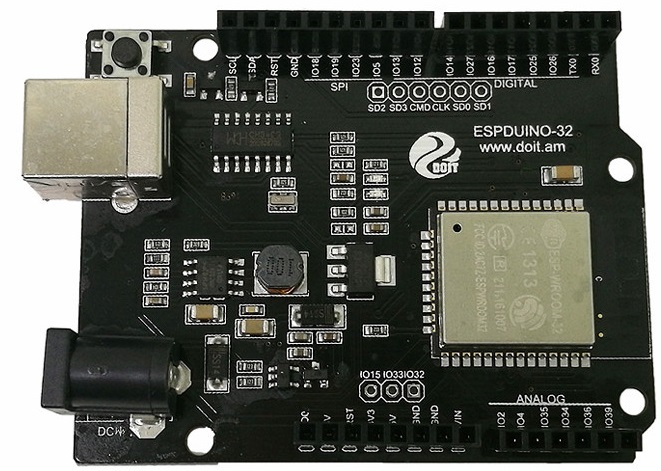 SCL
SDA
RST
GND
IO18
IO19
IO23
IO5
IO13
IO12
IO14
IO27
IO16
IO17
IO25
IO26
TX0
RX0
SPI
DIGITAL
SD2 SD3 CMD CLK SD0 SD1
ESPDUINO-32
www.doit.am
DOIT
100
ESP-WROOM-32
SS14
IO15 IO33 IO32
DC
ANALOG
GND
GND
IO2
IO4
IO35
IO34
IO36
IO39